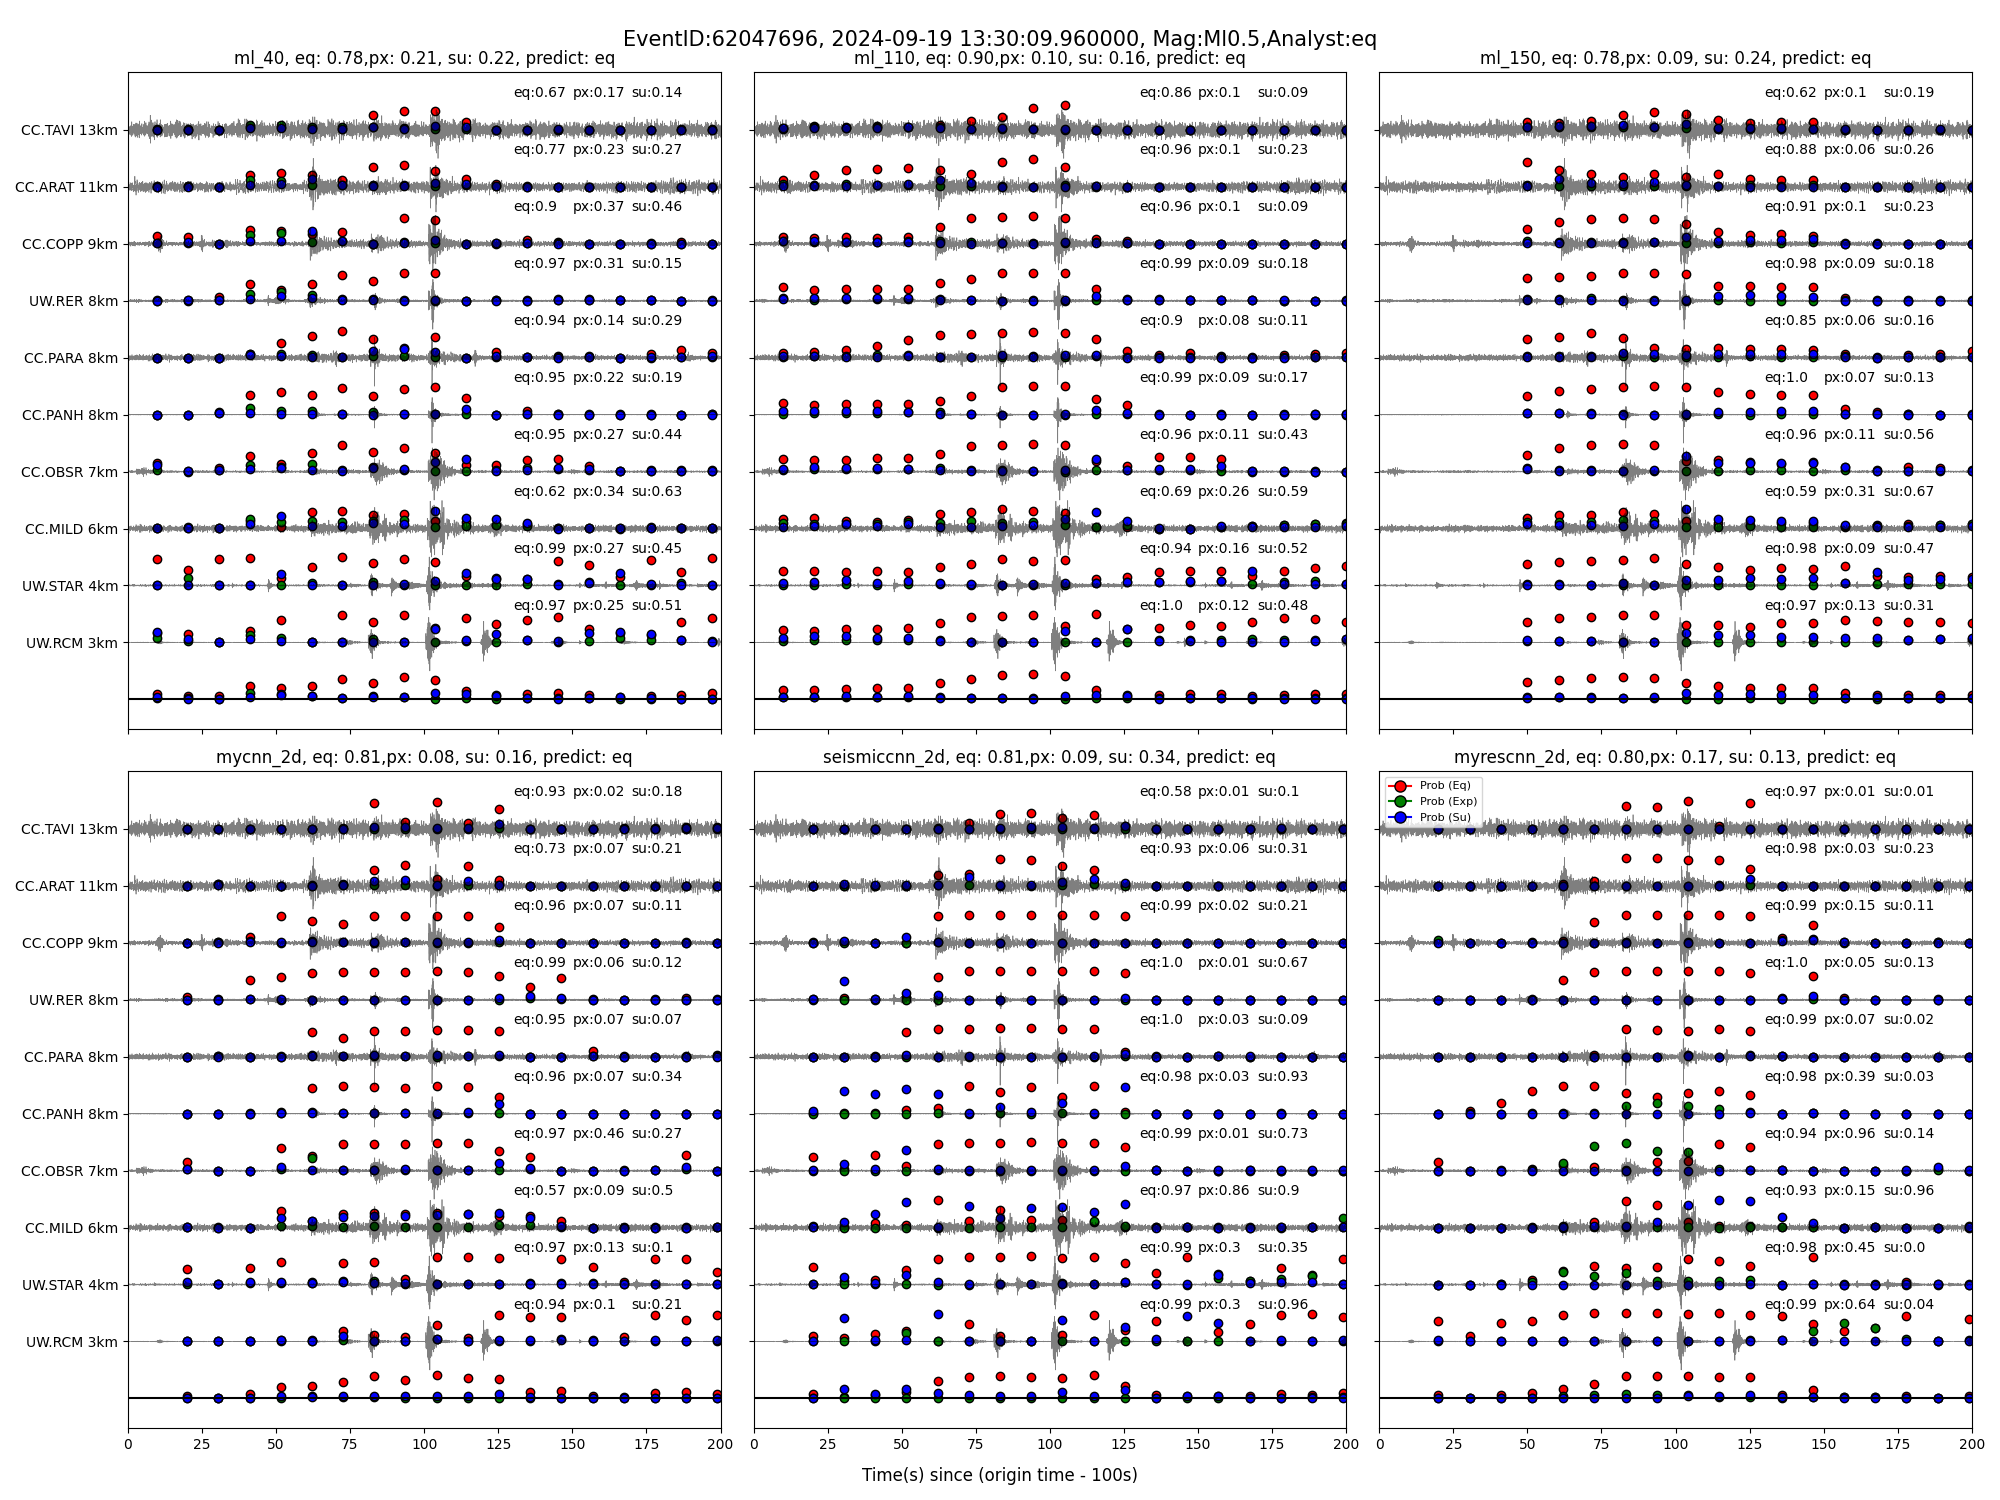 EventID:62047696, 2024-09-19 13:30:09.960000, Mag:Ml0.5,Analyst:eq
ml_40, eq: 0.78,px: 0.21, su: 0.22, predict: eq
CC.TAVI 13km
eq:0.67 px:0.17 su:0.14
CC.ARAT 11km
eq:0.77 px:0.23 su:0.27
CC.COPP 9km
eq:0.9 px:0.37 su:0.46
UW.RER 8km
eq:0.97 px:0.31 su:0.15
CC.PARA 8km
eq:0.94 px:0.14 su:0.29
CC.PANH 8km
eq:0.95 px:0.22 su:0.19
CC.OBSR 7km
eq:0.95 px:0.27 su:0.44
CC.MILD 6km
eq:0.62 px:0.34 su:0.63
UW.STAR 4km
eq:0.99 px:0.27 su:0.45
UW.RCM 3km
eq:0.97 px:0.25 su:0.51
ml_110, eq: 0.90,px: 0.10, su: 0.16, predict: eq
eq:0.86 px:0.1 su:0.09
eq:0.96 px:0.1 su:0.23
eq:0.96 px:0.1 su:0.09
eq:0.99 px:0.09 su:0.18
eq:0.9 px:0.08 su:0.11
eq:0.99 px:0.09 su:0.17
eq:0.96 px:0.11 su:0.43
eq:0.69 px:0.26 su:0.59
eq:0.94 px:0.16 su:0.52
eq:1.0 px:0.12 su:0.48
ml_150, eq: 0.78,px: 0.09, su: 0.24, predict: eq
eq:0.62 px:0.1 su:0.19
eq:0.88 px:0.06 su:0.26
eq:0.91 px:0.1 su:0.23
eq:0.98 px:0.09 su:0.18
eq:0.85 px:0.06 su:0.16
eq:1.0 px:0.07 su:0.13
eq:0.96 px:0.11 su:0.56
eq:0.59 px:0.31 su:0.67
eq:0.98 px:0.09 su:0.47
eq:0.97 px:0.13 su:0.31
mycnn_2d, eq: 0.81,px: 0.08, su: 0.16, predict: eq
CC.TAVI 13km
eq:0.93 px:0.02 su:0.18
CC.ARAT 11km
eq:0.73 px:0.07 su:0.21
CC.COPP 9km
eq:0.96 px:0.07 su:0.11
UW.RER 8km
eq:0.99 px:0.06 su:0.12
CC.PARA 8km
eq:0.95 px:0.07 su:0.07
CC.PANH 8km
eq:0.96 px:0.07 su:0.34
CC.OBSR 7km
eq:0.97 px:0.46 su:0.27
CC.MILD 6km
eq:0.57 px:0.09 su:0.5
UW.STAR 4km
eq:0.97 px:0.13 su:0.1
UW.RCM 3km
eq:0.94 px:0.1 su:0.21
0 25 50 75 100 125 150 175 200
seismiccnn_2d, eq: 0.81,px: 0.09, su: 0.34, predict: eq
eq:0.58 px:0.01 su:0.1
eq:0.93 px:0.06 su:0.31
eq:0.99 px:0.02 su:0.21
eq:1.0 px:0.01 su:0.67
eq:1.0 px:0.03 su:0.09
eq:0.98 px:0.03 su:0.93
eq:0.99 px:0.01 su:0.73
eq:0.97 px:0.86 su:0.9
eq:0.99 px:0.3 su:0.35
eq:0.99 px:0.3 su:0.96
0 25 50 75 100 125 150 175 200
myrescnn_2d, eq: 0.80,px: 0.17, su: 0.13, predict: eq
Prob (Eq)
Prob (Exp)
Prob (Su)
eq:0.97 px:0.01 su:0.01
eq:0.98 px:0.03 su:0.23
eq:0.99 px:0.15 su:0.11
eq:1.0 px:0.05 su:0.13
eq:0.99 px:0.07 su:0.02
eq:0.98 px:0.39 su:0.03
eq:0.94 px:0.96 su:0.14
eq:0.93 px:0.15 su:0.96
eq:0.98 px:0.45 su:0.0
eq:0.99 px:0.64 su:0.04
0 25 50 75 100 125 150 175 200
Time(s) since (origin time - 100s)